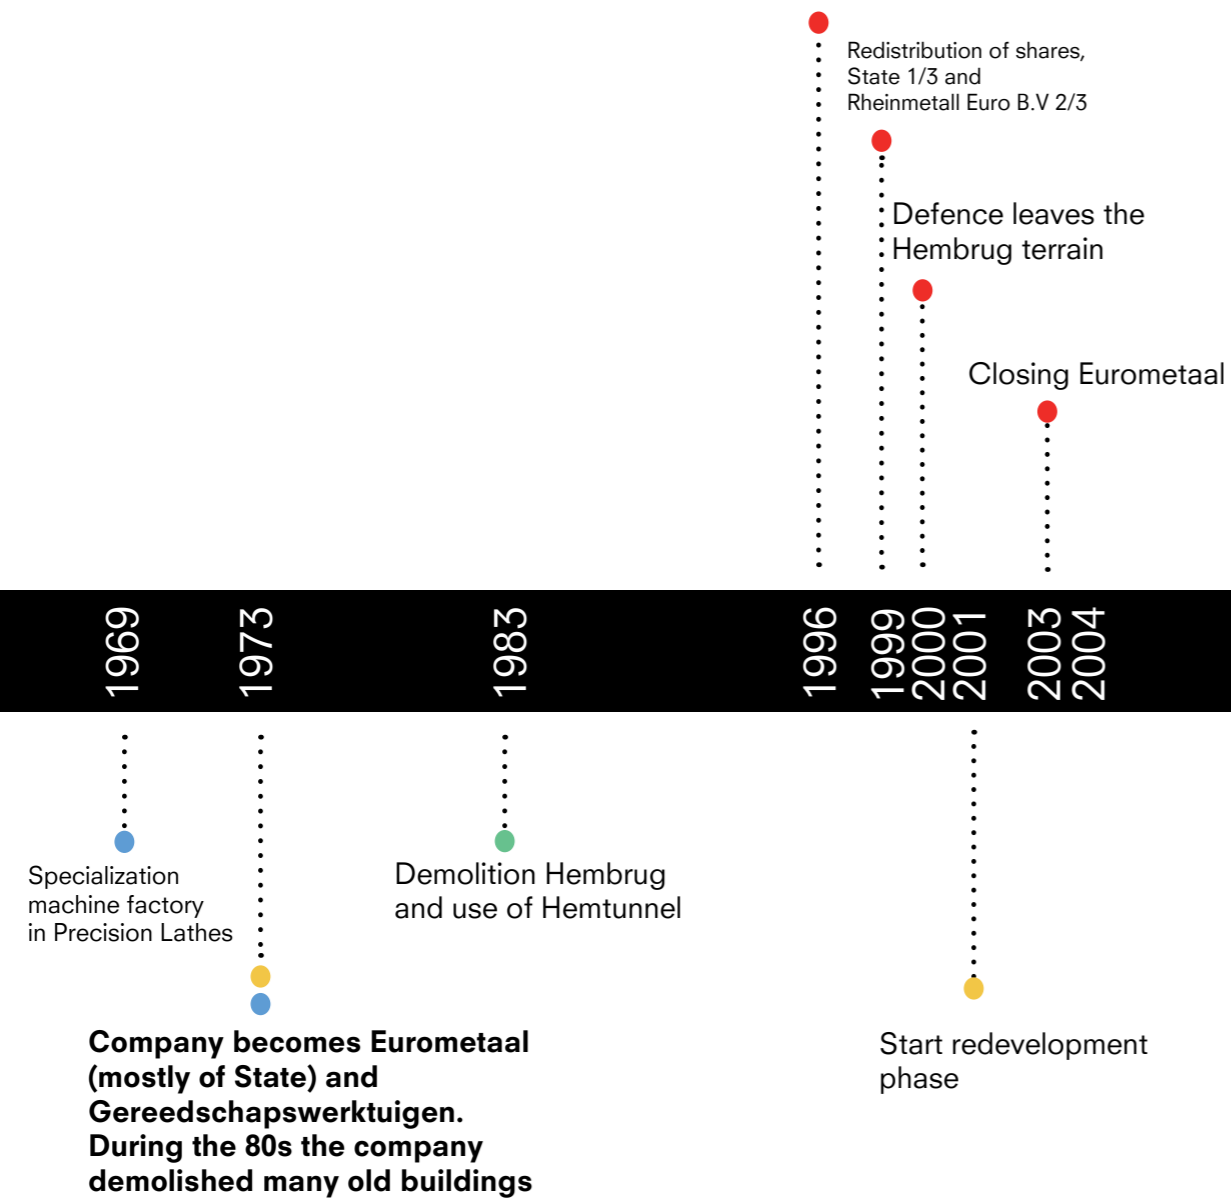 Redistribution of shares,
State 1/3 and
Rheinmetall Euro B.V 2/3
Defence leaves the
Hembrug terrain
Closing Eurometaal
1969
1973
1983
1996
1999
2000
2001
2003
2004
Specialization
machine factory
in Precision Lathes
Demolition Hembrug
and use of Hemtunnel
Company becomes Eurometaal
(mostly of State) and
Gereedschapswerktuigen.
During the 80s the company
demolished many old buildings
Start redevelopment
phase